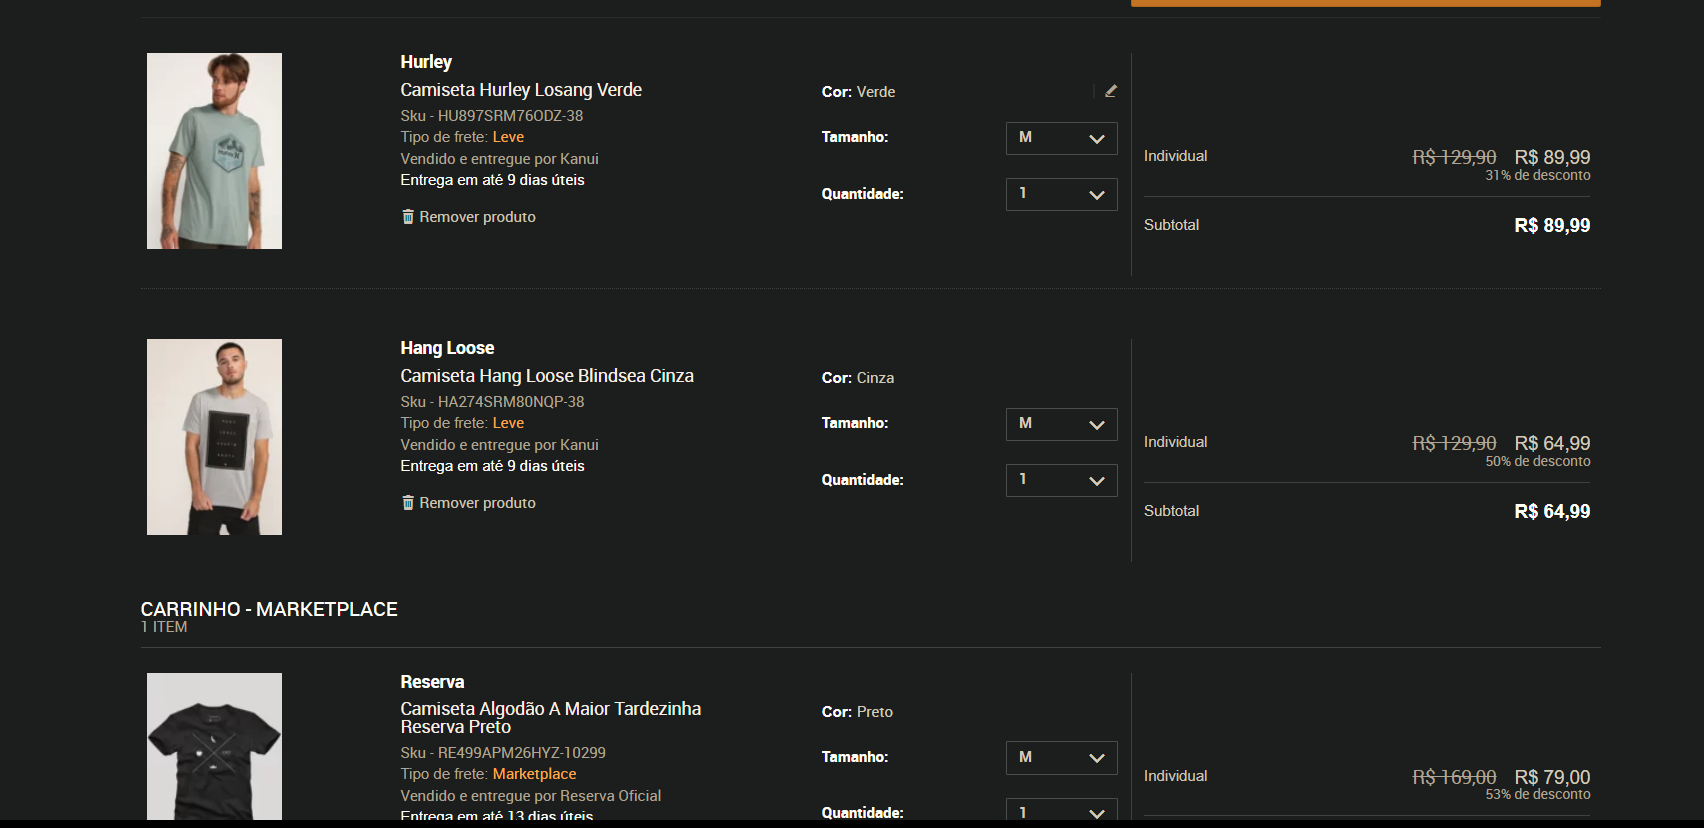 Hurley
Camiseta Hurley Losang Verde
Sku - HU897SRM76ODZ-38
Tipo de frete: Leve
Vendido e entregue por Kanui
Entrega em até 9 dias úteis
Remover produto
Cor: Verde
Tamanho: M
Quantidade: 1
Individual R$ 129,90 R$ 89,99
31% de desconto
Subtotal R$ 89,99
Hang Loose
Camiseta Hang Loose Blindsea Cinza
Sku - HA274SRM80NQP-38
Tipo de frete: Leve
Vendido e entregue por Kanui
Entrega em até 9 dias úteis
Remover produto
Cor: Cinza
Tamanho: M
Quantidade: 1
Individual R$ 129,90 R$ 64,99
50% de desconto
Subtotal R$ 64,99
CARRINHO - MARKETPLACE
1 ITEM
Reserva
Camiseta Algodão A Maior Tardezinha
Reserva Preto
Sku - RE499APM26HYZ-10299
Tipo de frete: Marketplace
Vendido e entregue por Reserva Oficial
Entrega em até 13 dias úteis
Cor: Preto
Tamanho: M
Quantidade: 1
Individual R$ 169,00 R$ 79,00
53% de desconto